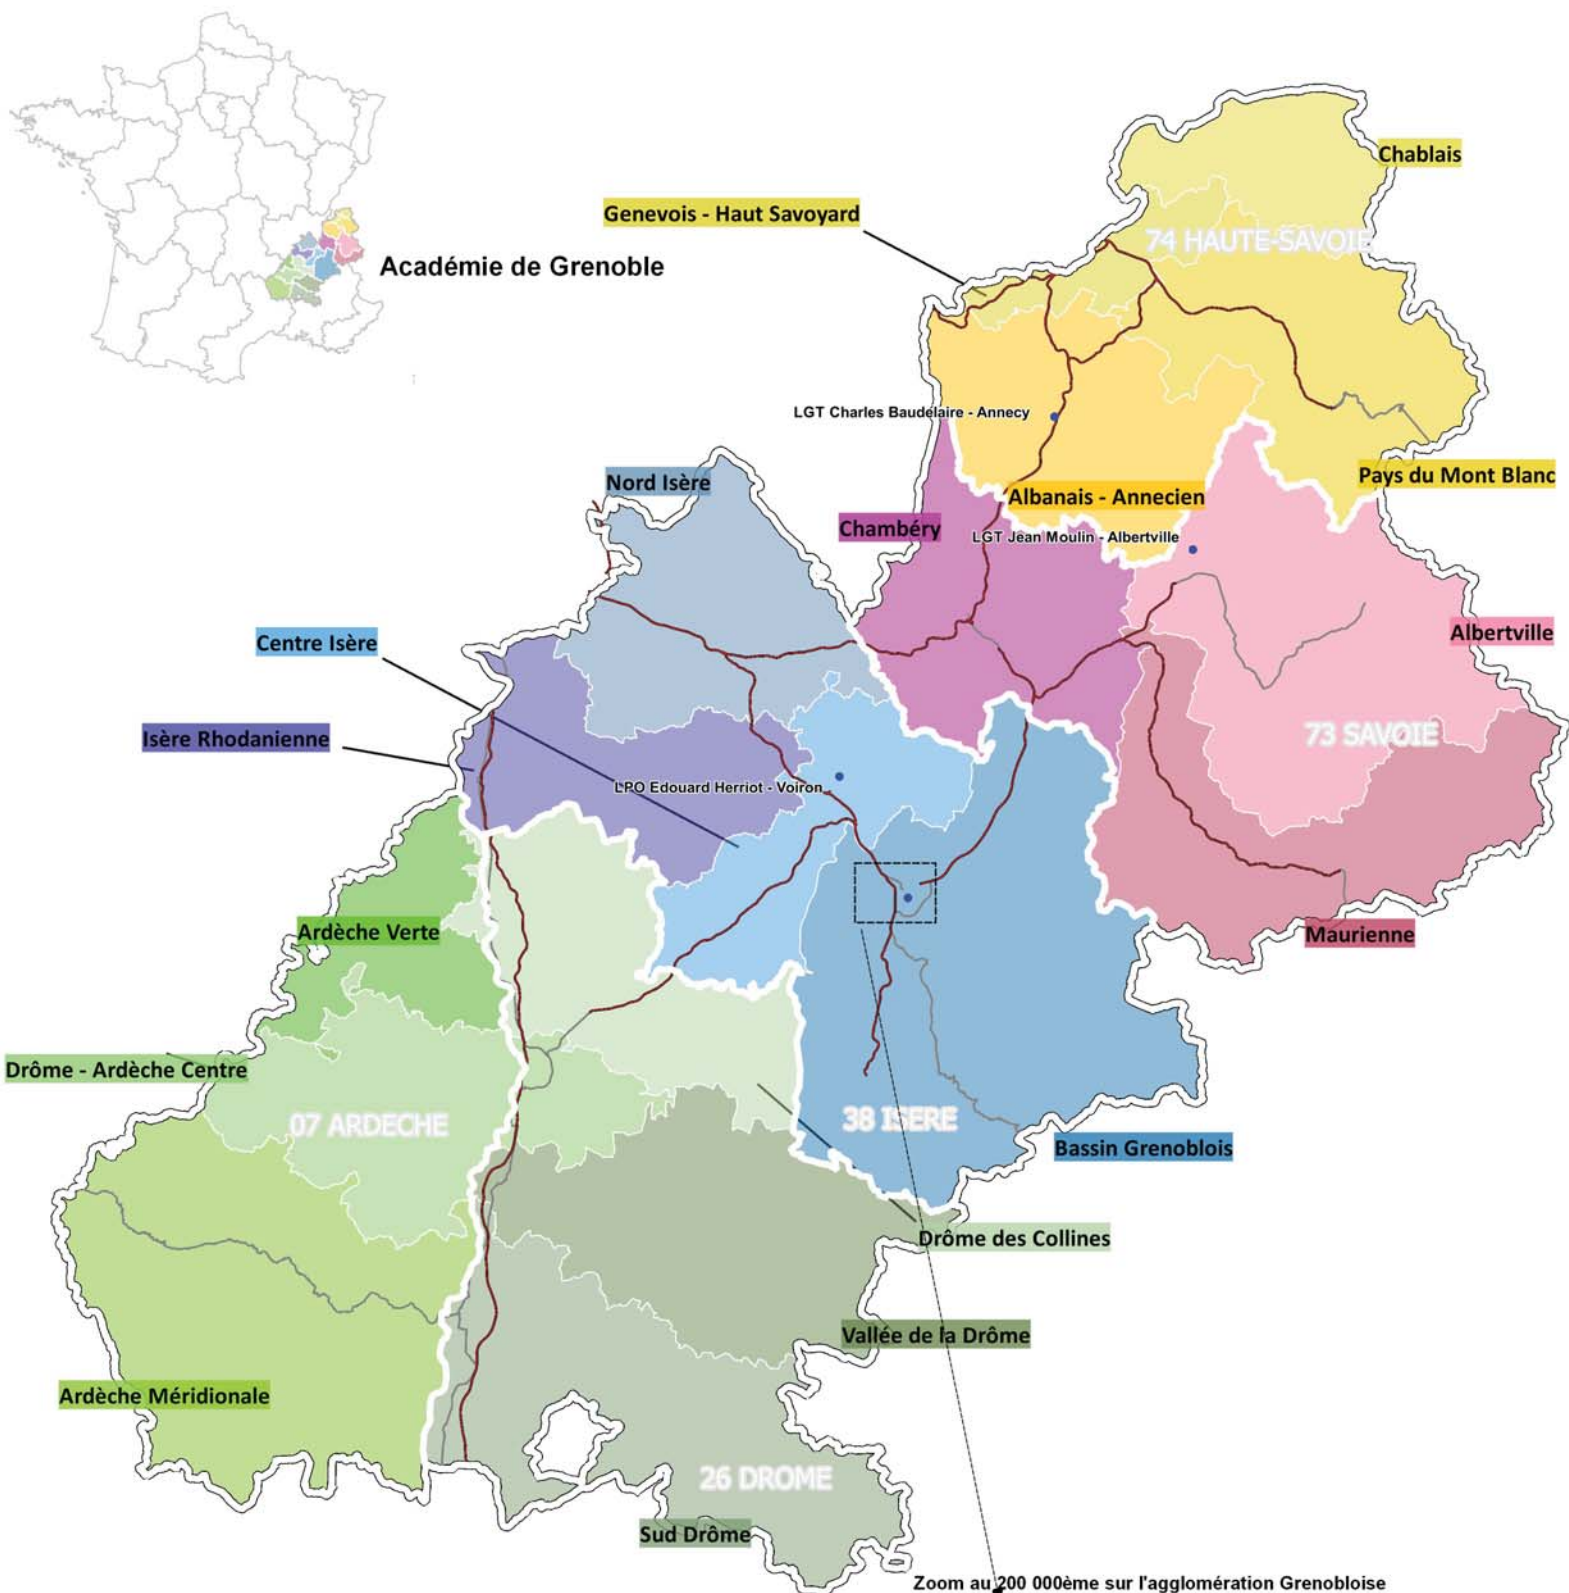 Chablais
Genevois - Haut Savoyard
74 HAUTE-SAVOIE
Académie de Grenoble
LGT Charles Baudelaire - Annecy
Nord Isère
Pays du Mont Blanc
Albanais - Annecien
Chambéry
LGT Jean Moulin - Albertville
Centre Isère
Albertville
Isère Rhodanienne
73 SAVOIE
LPO Edouard Herriot - Voiron
Ardèche Verte
Maurienne
Drôme - Ardèche Centre
07 ARDECHE
38 ISERE
Bassin Grenoblois
Drôme des Collines
Vallée de la Drôme
Ardèche Méridionale
26 DROME
Sud Drôme
Zoom au 200 000ème sur l'agglomération Grenobloise